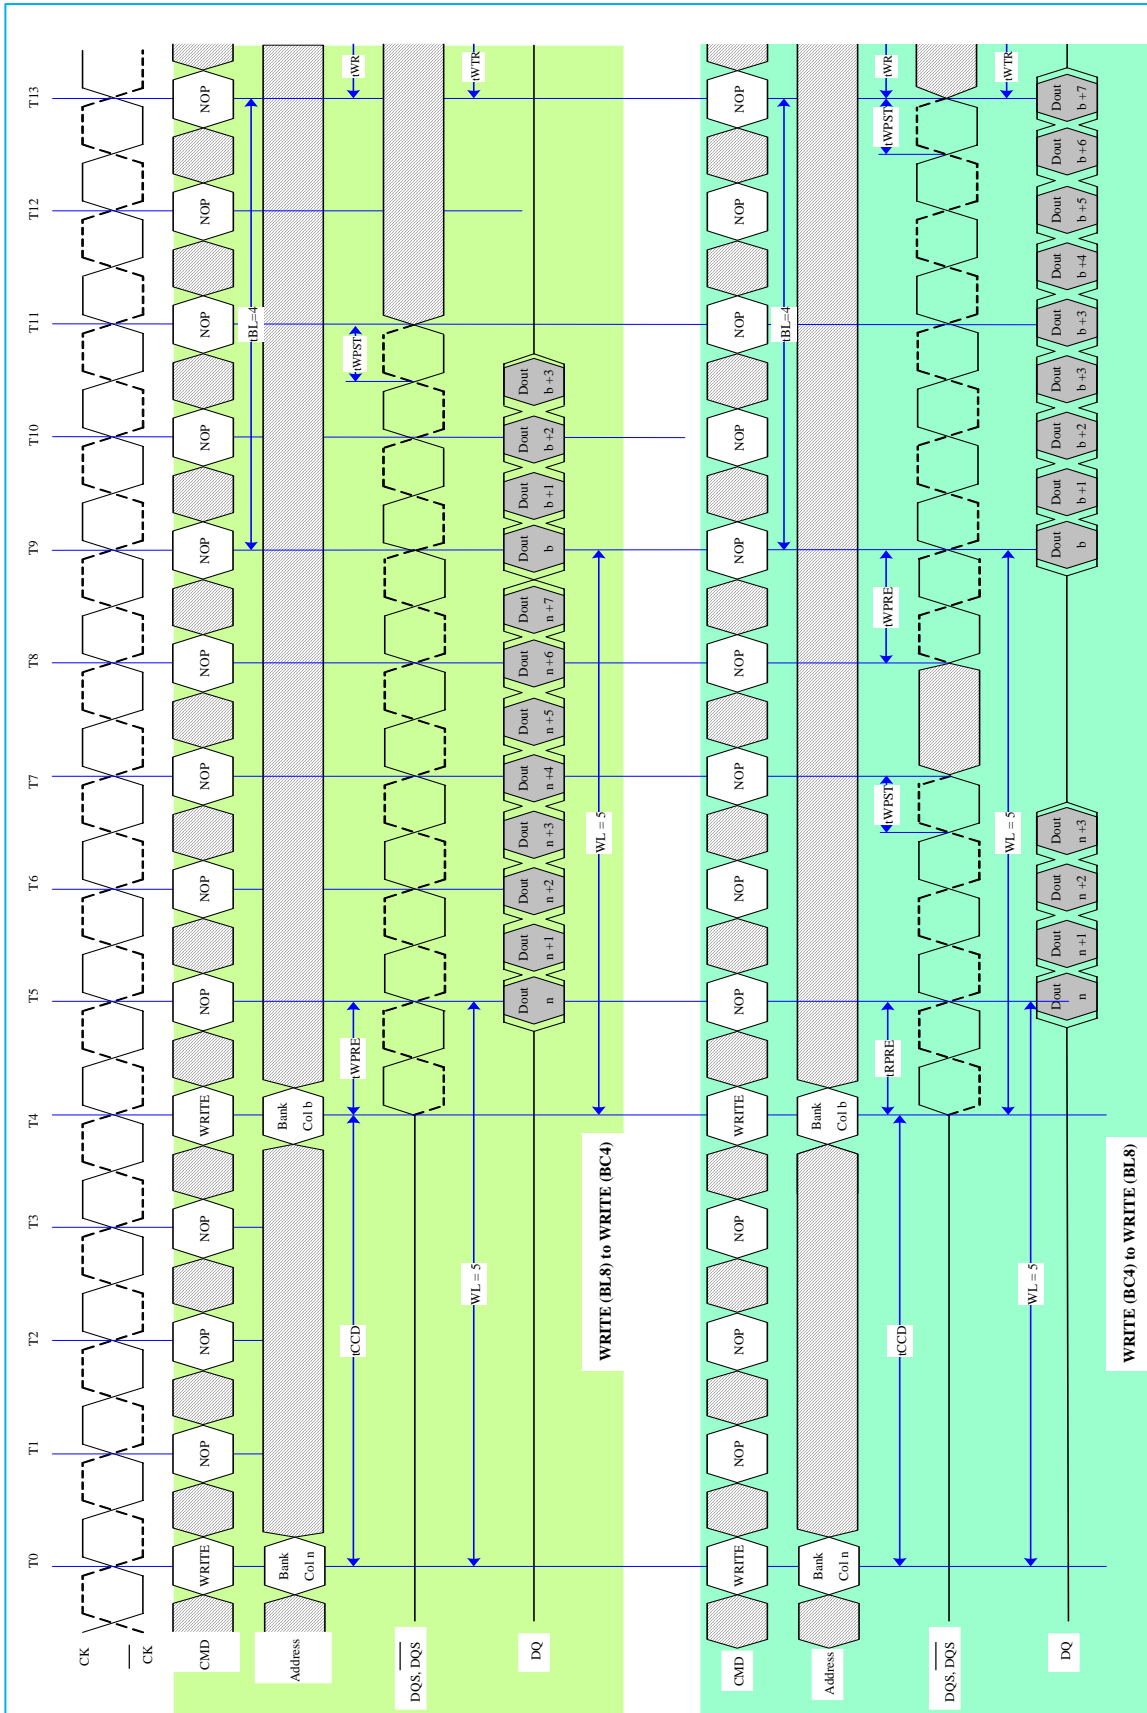 T0 T1 T2 T3 T4 T5 T6 T7 T8 T9 T10 T11 T12 T13
CK
CK
CMD WRITE NOP NOP NOP WRITE NOP NOP NOP NOP NOP NOP NOP NOP NOP
tBL=4
Address Bank Col n Bank Col b
tCCD tWPRE tWPST tWR
DQS, DQS
WL = 5 tWTR
DQ Dout n Dout n +1 Dout n +2 Dout n +3 Dout n +4 Dout n +5 Dout n +6 Dout n +7 Dout b Dout b +1 Dout b +2 Dout b +3
WL = 5
WRITE (BL8) to WRITE (BC4)
CMD WRITE NOP NOP NOP WRITE NOP NOP NOP NOP NOP NOP NOP NOP NOP
tBL=4
Address Bank Col n Bank Col b
tCCD tRPRE tWPST tWPRE tWPST tWR
DQS, DQS
WL = 5 tWTR
WL = 5
DQ Dout n Dout n +1 Dout n +2 Dout n +3 Dout b Dout b +1 Dout b +2 Dout b +3 Dout b +3 Dout b +4 Dout b +5 Dout b +6 Dout b +7
WRITE (BC4) to WRITE (BL8)